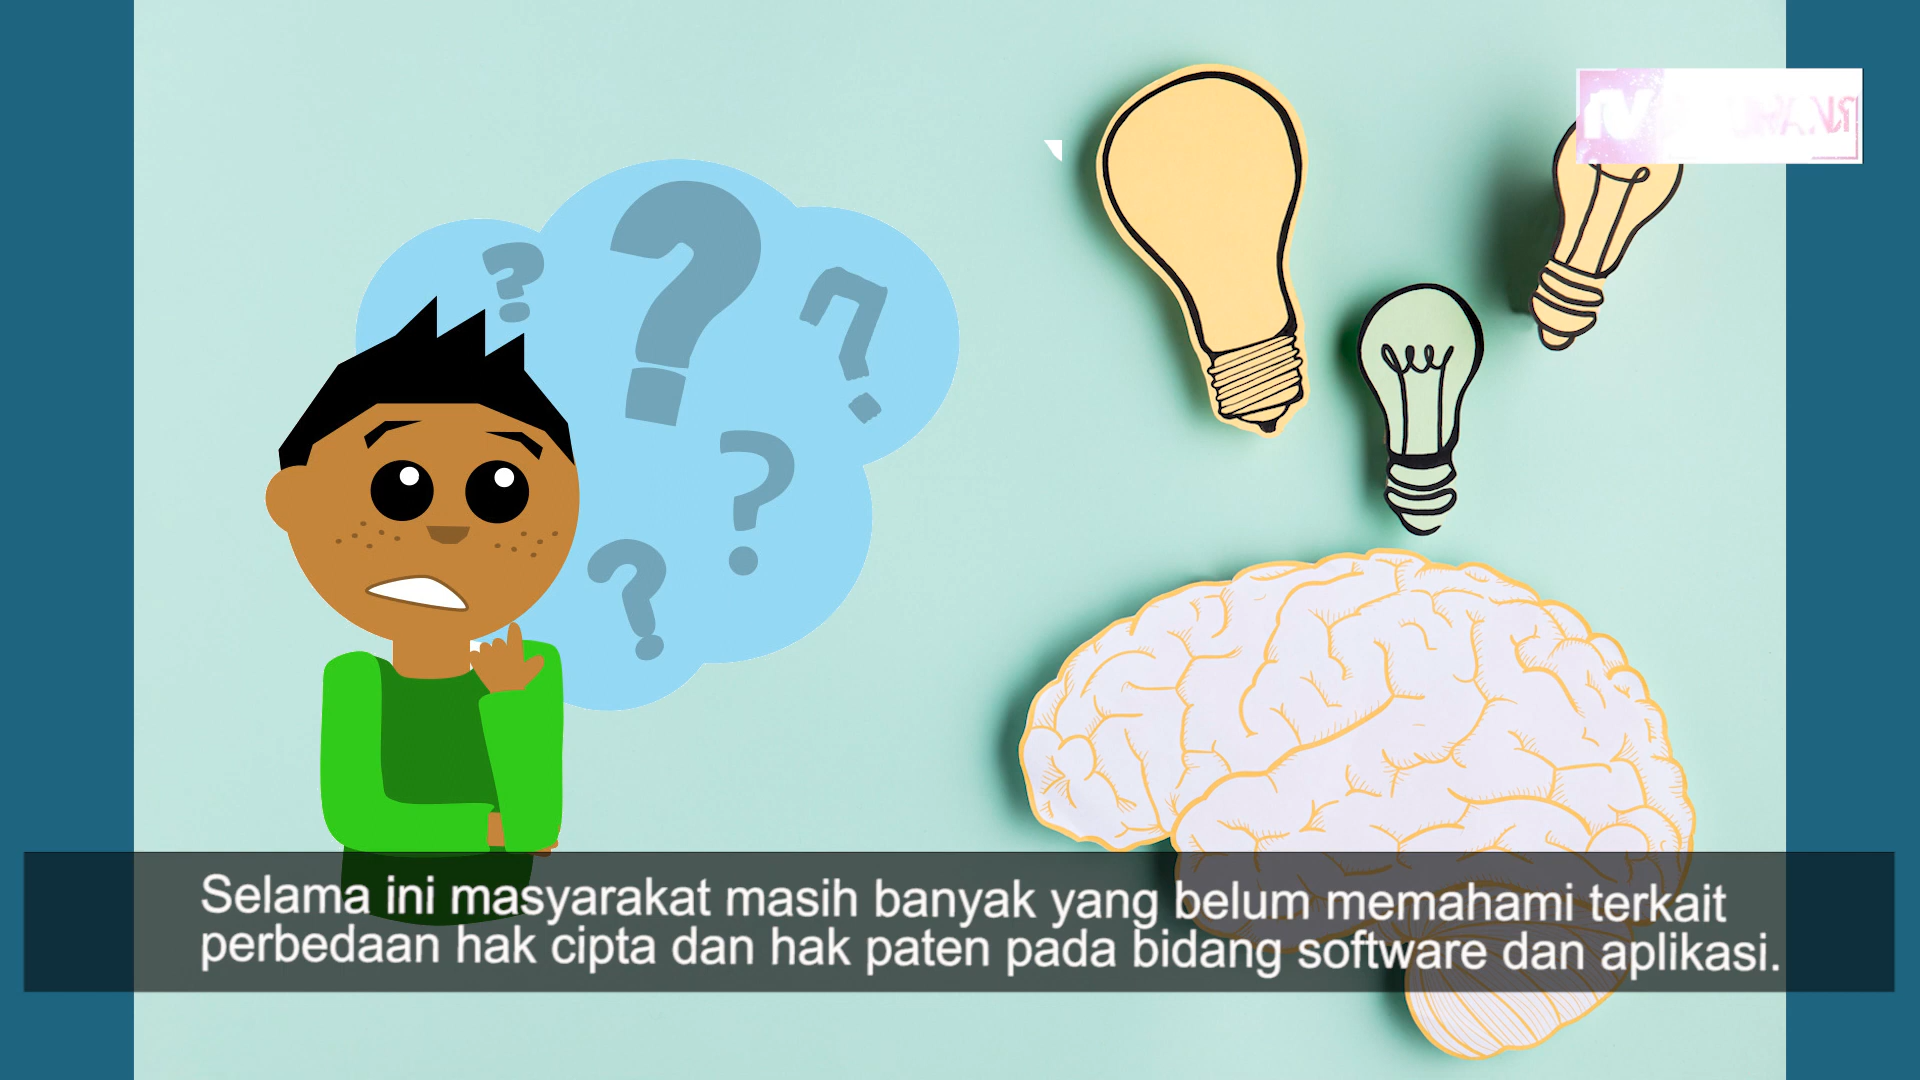 Selama ini masyarakat masih banyak yang belum memahami terkait
perbedaan hak cipta dan hak paten pada bidang software dan aplikasi.